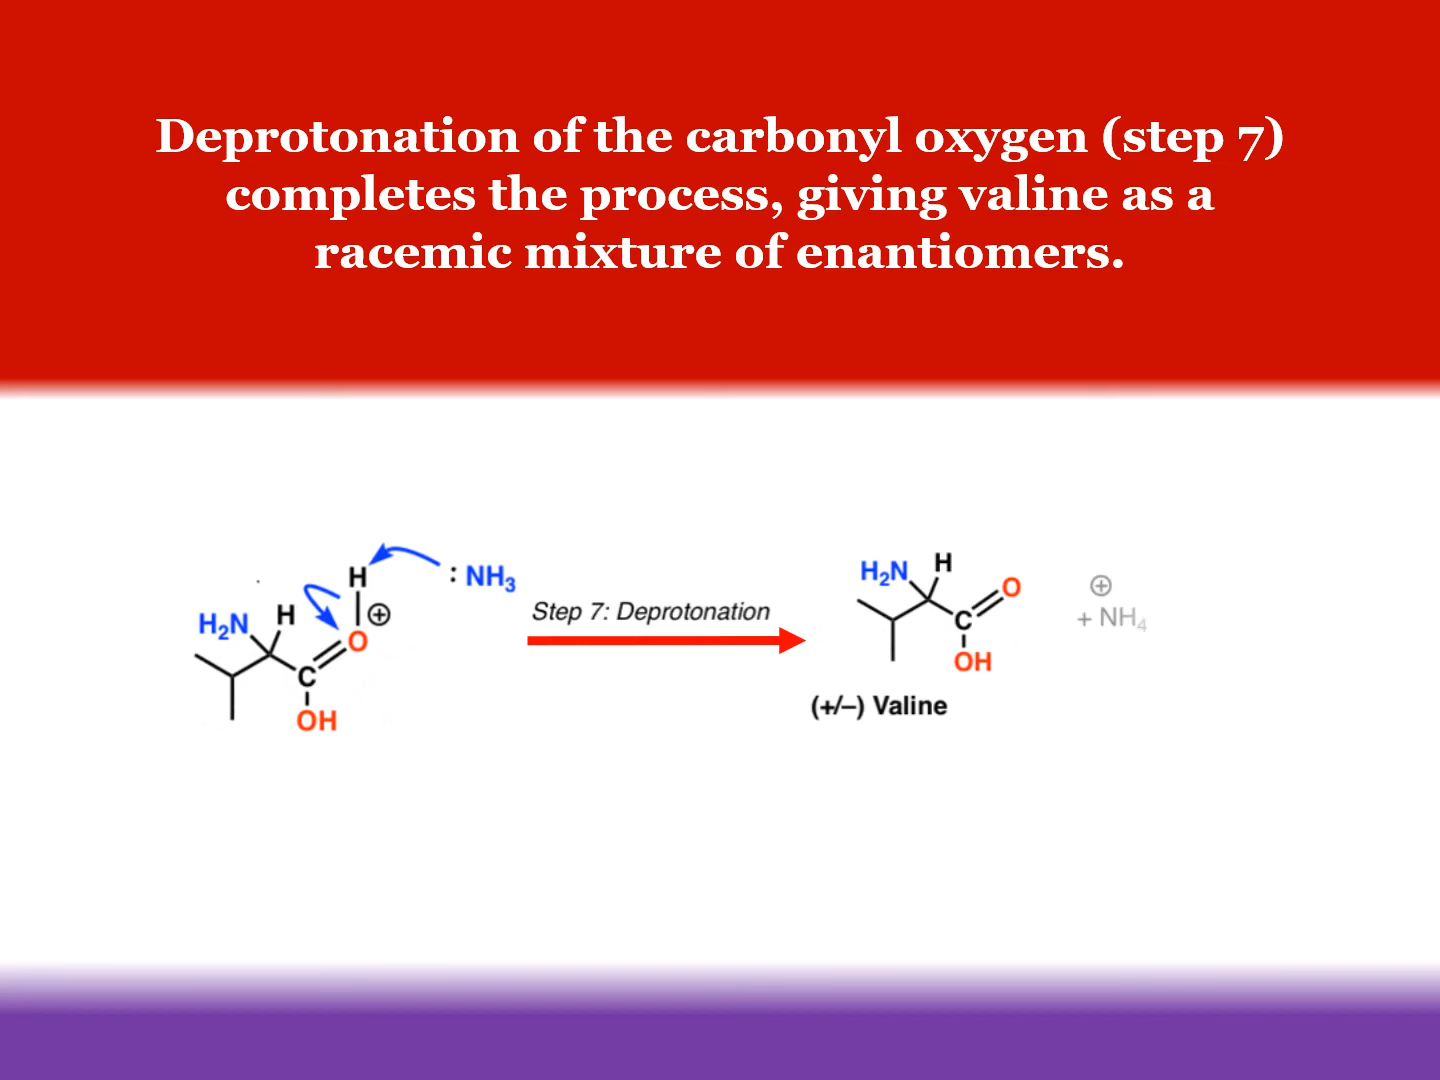 Deprotonation of the carbonyl oxygen (step 7)
completes the process, giving valine as a
racemic mixture of enantiomers.
H
⊕
: NH₃
H₂N
H
O
C
OH
Step 7: Deprotonation
H₂N
H
O
C
OH
(+/–) Valine
⊕
+ NH₄